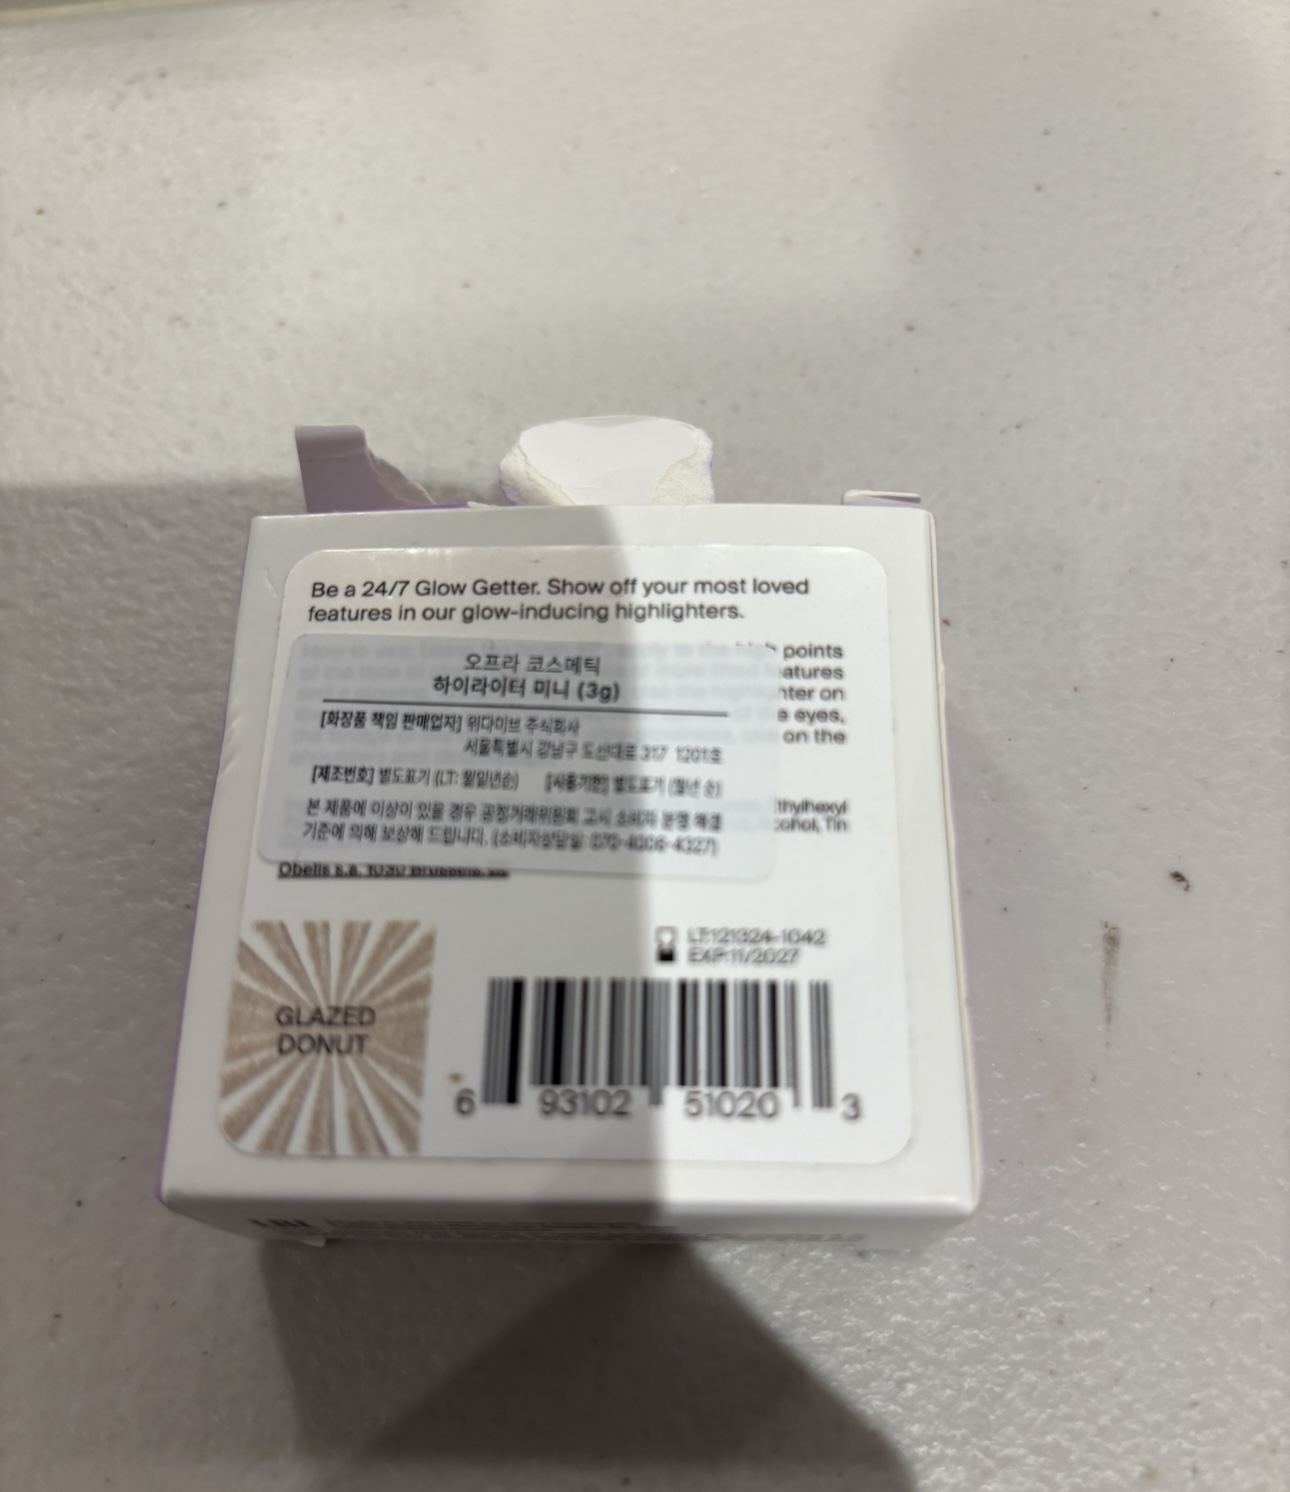 Be a 24/7 Glow Getter. Show off your most loved
features in our glow-inducing highlighters.
points
atures
hter on
e eyes,
on the
thylhexyl
cohol, Tin
오프라 코스메틱
하이라이터 미니 (3g)
[화장품 책임 판매업자] 위다이브 주식회사
서울특별시 강남구 도산대로 317 1201호
[제조번호] 별도표기 (LT: 월일년순) [사용기한] 별도표기 (월년 순)
본 제품에 이상이 있을 경우 공정거래위원회 고시 소비자 분쟁 해결
기준에 의해 보상해 드립니다. (소비자상담실: 070-4006-4327)
Obelis s.a. 1030 Brussels,
LT:121324-1042
EXP:11/2027
GLAZED
DONUT
6 93102 51020 3